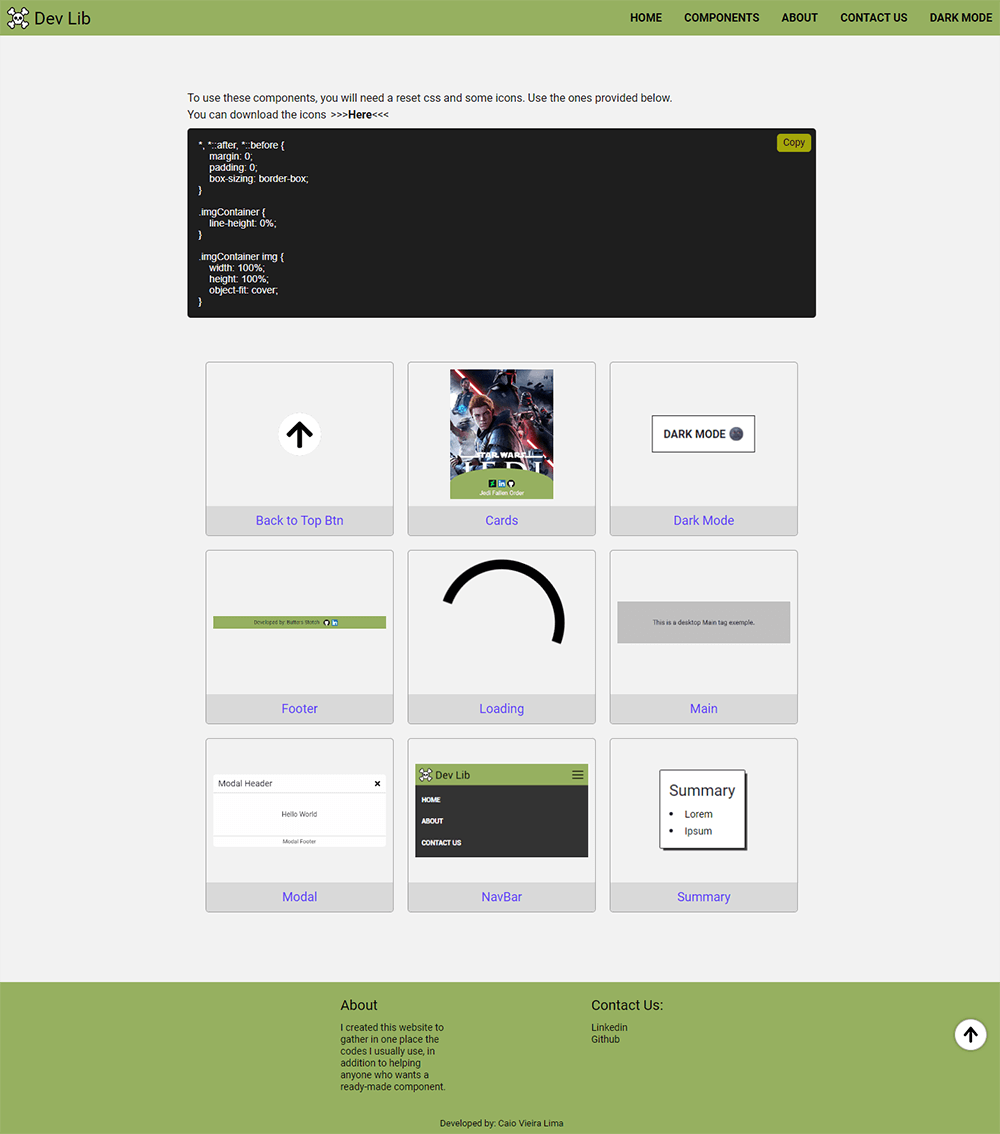 Dev Lib
HOME COMPONENTS ABOUT CONTACT US DARK MODE
To use these components, you will need a reset css and some icons. Use the ones provided below.
You can download the icons >>>Here<<<
Copy
*, *::after, *::before {
margin: 0;
padding: 0;
box-sizing: border-box;
}
.imgContainer {
line-height: 0%;
}
.imgContainer img {
width: 100%;
height: 100%;
object-fit: cover;
}
Back to Top Btn
STAR WARS
JEDI
Jedi Fallen Order
Cards
DARK MODE
Dark Mode
Developed by: Butters Stotch
Footer
Loading
This is a desktop Main tag exemple.
Main
Modal Header
Hello World
Modal Footer
Modal
Dev Lib
HOME
ABOUT
CONTACT US
NavBar
Summary
• Lorem
• Ipsum
Summary
About
I created this website to
gather in one place the
codes I usually use, in
addition to helping
anyone who wants a
ready-made component.
Contact Us:
Linkedin
Github
Developed by: Caio Vieira Lima